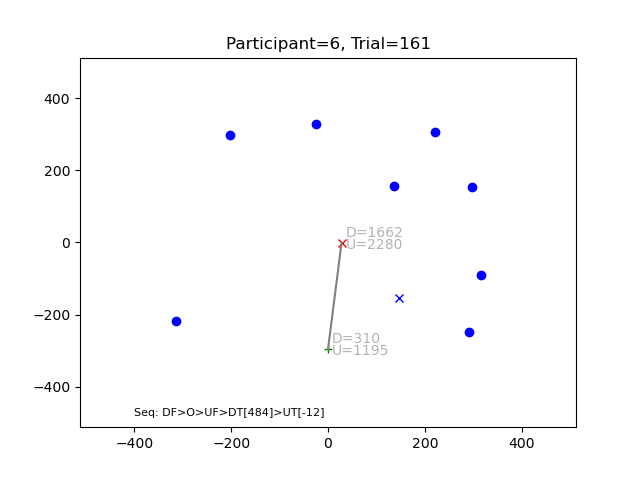 Participant=6, Trial=161
400
200
0
−200
−400
D=1662
U=2280
D=310
U=1195
Seq: DF>O>UF>DT[484]>UT[-12]
−400
−200
0
200
400